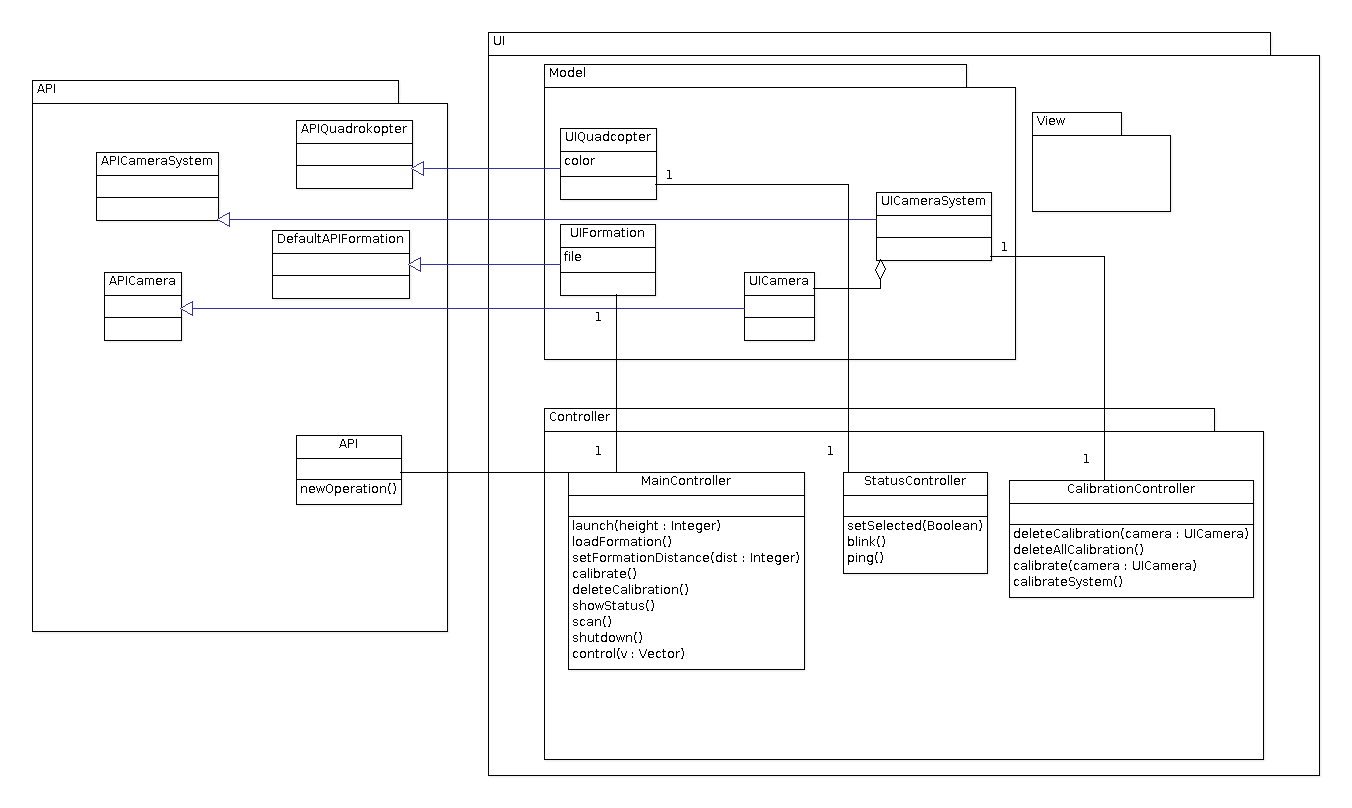 UI
Model
API
View
APIQuadrokopter
UIQuadcopter
color
APICameraSystem
1
UICameraSystem
DefaultAPIFormation
UIFormation
file
1
APICamera
UICamera
1
Controller
API
newOperation()
1
1
1
MainController
launch(height : Integer)
loadFormation()
setFormationDistance(dist : Integer)
calibrate()
deleteCalibration()
showStatus()
scan()
shutdown()
control(v : Vector)
StatusController
setSelected(Boolean)
blink()
ping()
CalibrationController
deleteCalibration(camera : UICamera)
deleteAllCalibration()
calibrate(camera : UICamera)
calibrateSystem()